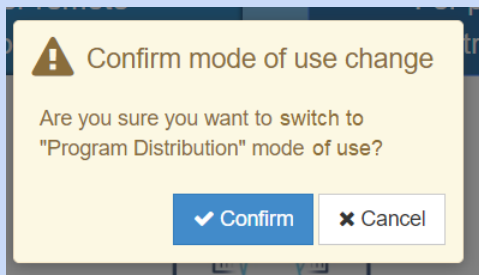 Confirm mode of use change
Are you sure you want to switch to
"Program Distribution" mode of use?
Confirm
Cancel